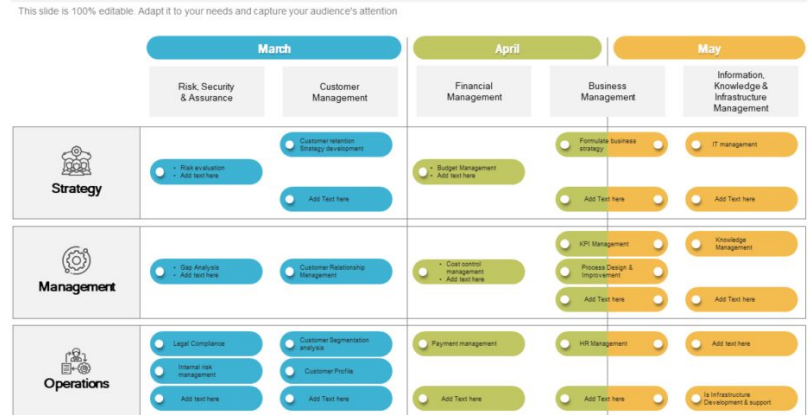 This slide is 100% editable. Adapt it to your needs and capture your audience's attention
March
April
May
Risk, Security
& Assurance
Customer
Management
Financial
Management
Business
Management
Information,
Knowledge &
Infrastructure
Management
Strategy
• Risk evaluation
• Add text here
Customer retention
Strategy development
Add Text here
• Budget Management
• Add text here
Formulate business
strategy
Add Text here
IT management
Add Text here
Management
• Gap Analysis
• Add text here
Customer Relationship
Management
• Cost control
management
• Add text here
KPI Management
Process Design &
Improvement
Add Text here
Knowledge
Management
Add Text here
Operations
Legal Compliance
Internal risk
management
Add text here
Customer Segmentation
analysis
Customer Profile
Add Text here
Payment management
Add Text here
HR Management
Add Text here
Add text here
Is Infrastructure
Development & support